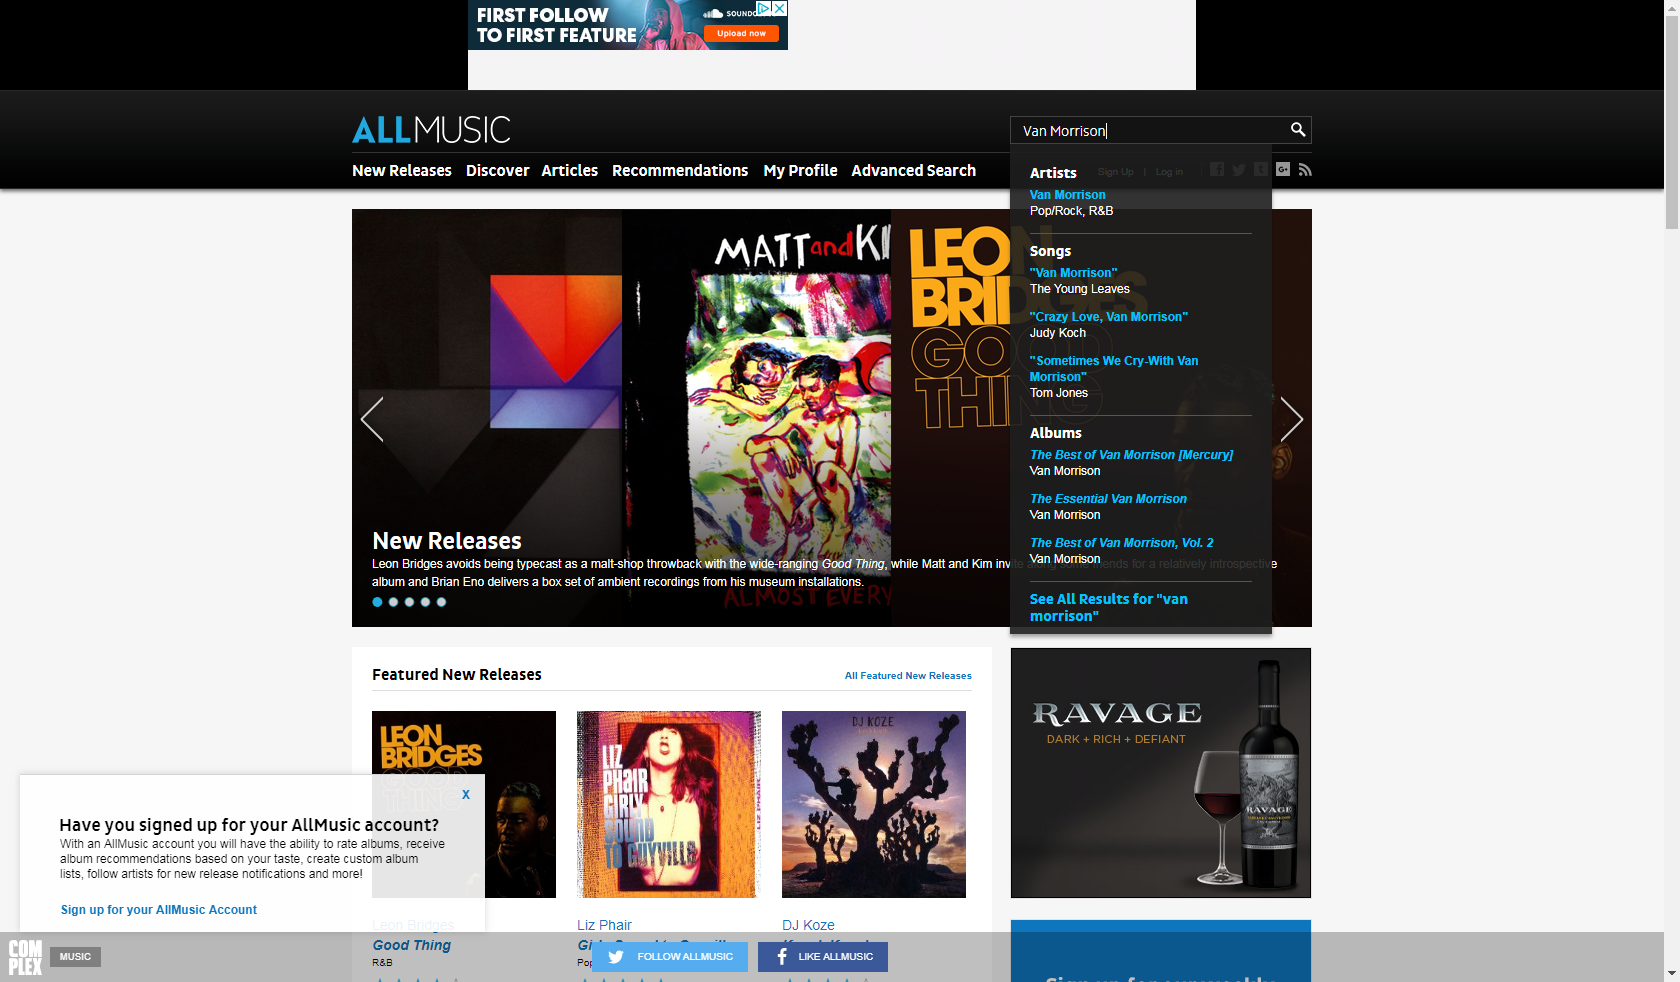 FIRST FOLLOW
TO FIRST FEATURE
Upload now
ALLMUSIC
Van Morrison
New Releases Discover Articles Recommendations My Profile Advanced Search
Sign Up | Log in
Artists
Van Morrison
Pop/Rock, R&B
Songs
"Van Morrison"
The Young Leaves
"Crazy Love, Van Morrison"
Judy Koch
"Sometimes We Cry-With Van
Morrison"
Tom Jones
Albums
The Best of Van Morrison [Mercury]
Van Morrison
The Essential Van Morrison
Van Morrison
The Best of Van Morrison, Vol. 2
Van Morrison
See All Results for "van
morrison"
MATT and KI
LEON
BRIDGES
GOOD
THING
ALMOST EVERY
New Releases
Leon Bridges avoids being typecast as a malt-shop throwback with the wide-ranging Good Thing, while Matt and Kim invite along some friends for a relatively introspective
album and Brian Eno delivers a box set of ambient recordings from his museum installations.
Featured New Releases
All Featured New Releases
LEON
BRIDGES
GOOD
THING
LIZ
PHAIR
GIRLY
SOUND
TO GUYVILLE
DJ KOZE
RAVAGE
DARK + RICH + DEFIANT
RAVAGE
X
Have you signed up for your AllMusic account?
With an AllMusic account you will have the ability to rate albums, receive
album recommendations based on your taste, create custom album
lists, follow artists for new release notifications and more!
Sign up for your AllMusic Account
Leon Bridges
Good Thing
R&B
Liz Phair
DJ Koze
COMPLEX
MUSIC
FOLLOW ALLMUSIC
LIKE ALLMUSIC